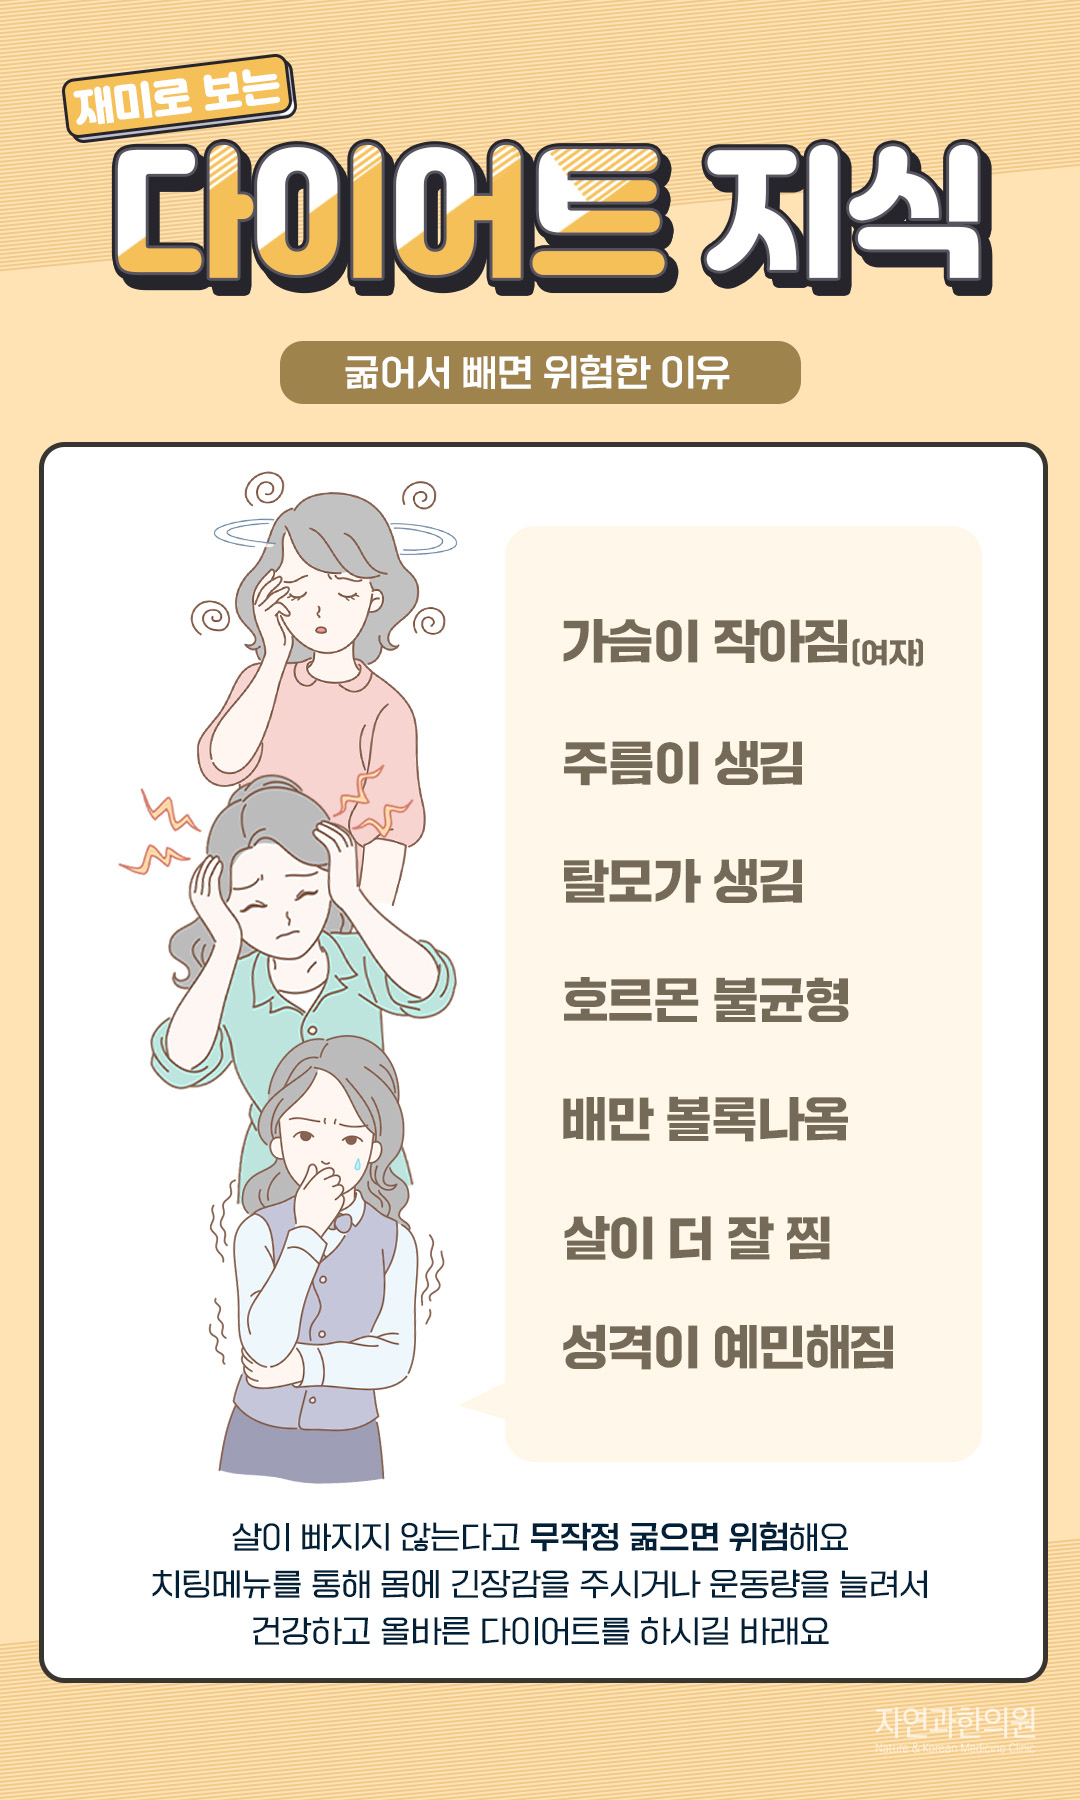 재미로 보는
다이어트 지식
굶어서 빼면 위험한 이유
가슴이 작아짐(여자)
주름이 생김
탈모가 생김
호르몬 불균형
배만 볼록나옴
살이 더 잘 찜
성격이 예민해짐
살이 빠지지 않는다고 무작정 굶으면 위험해요
치팅메뉴를 통해 몸에 긴장감을 주시거나 운동량을 늘려서
건강하고 올바른 다이어트를 하시길 바래요
자연과한의원
Nature & Korean Medicine Clinic